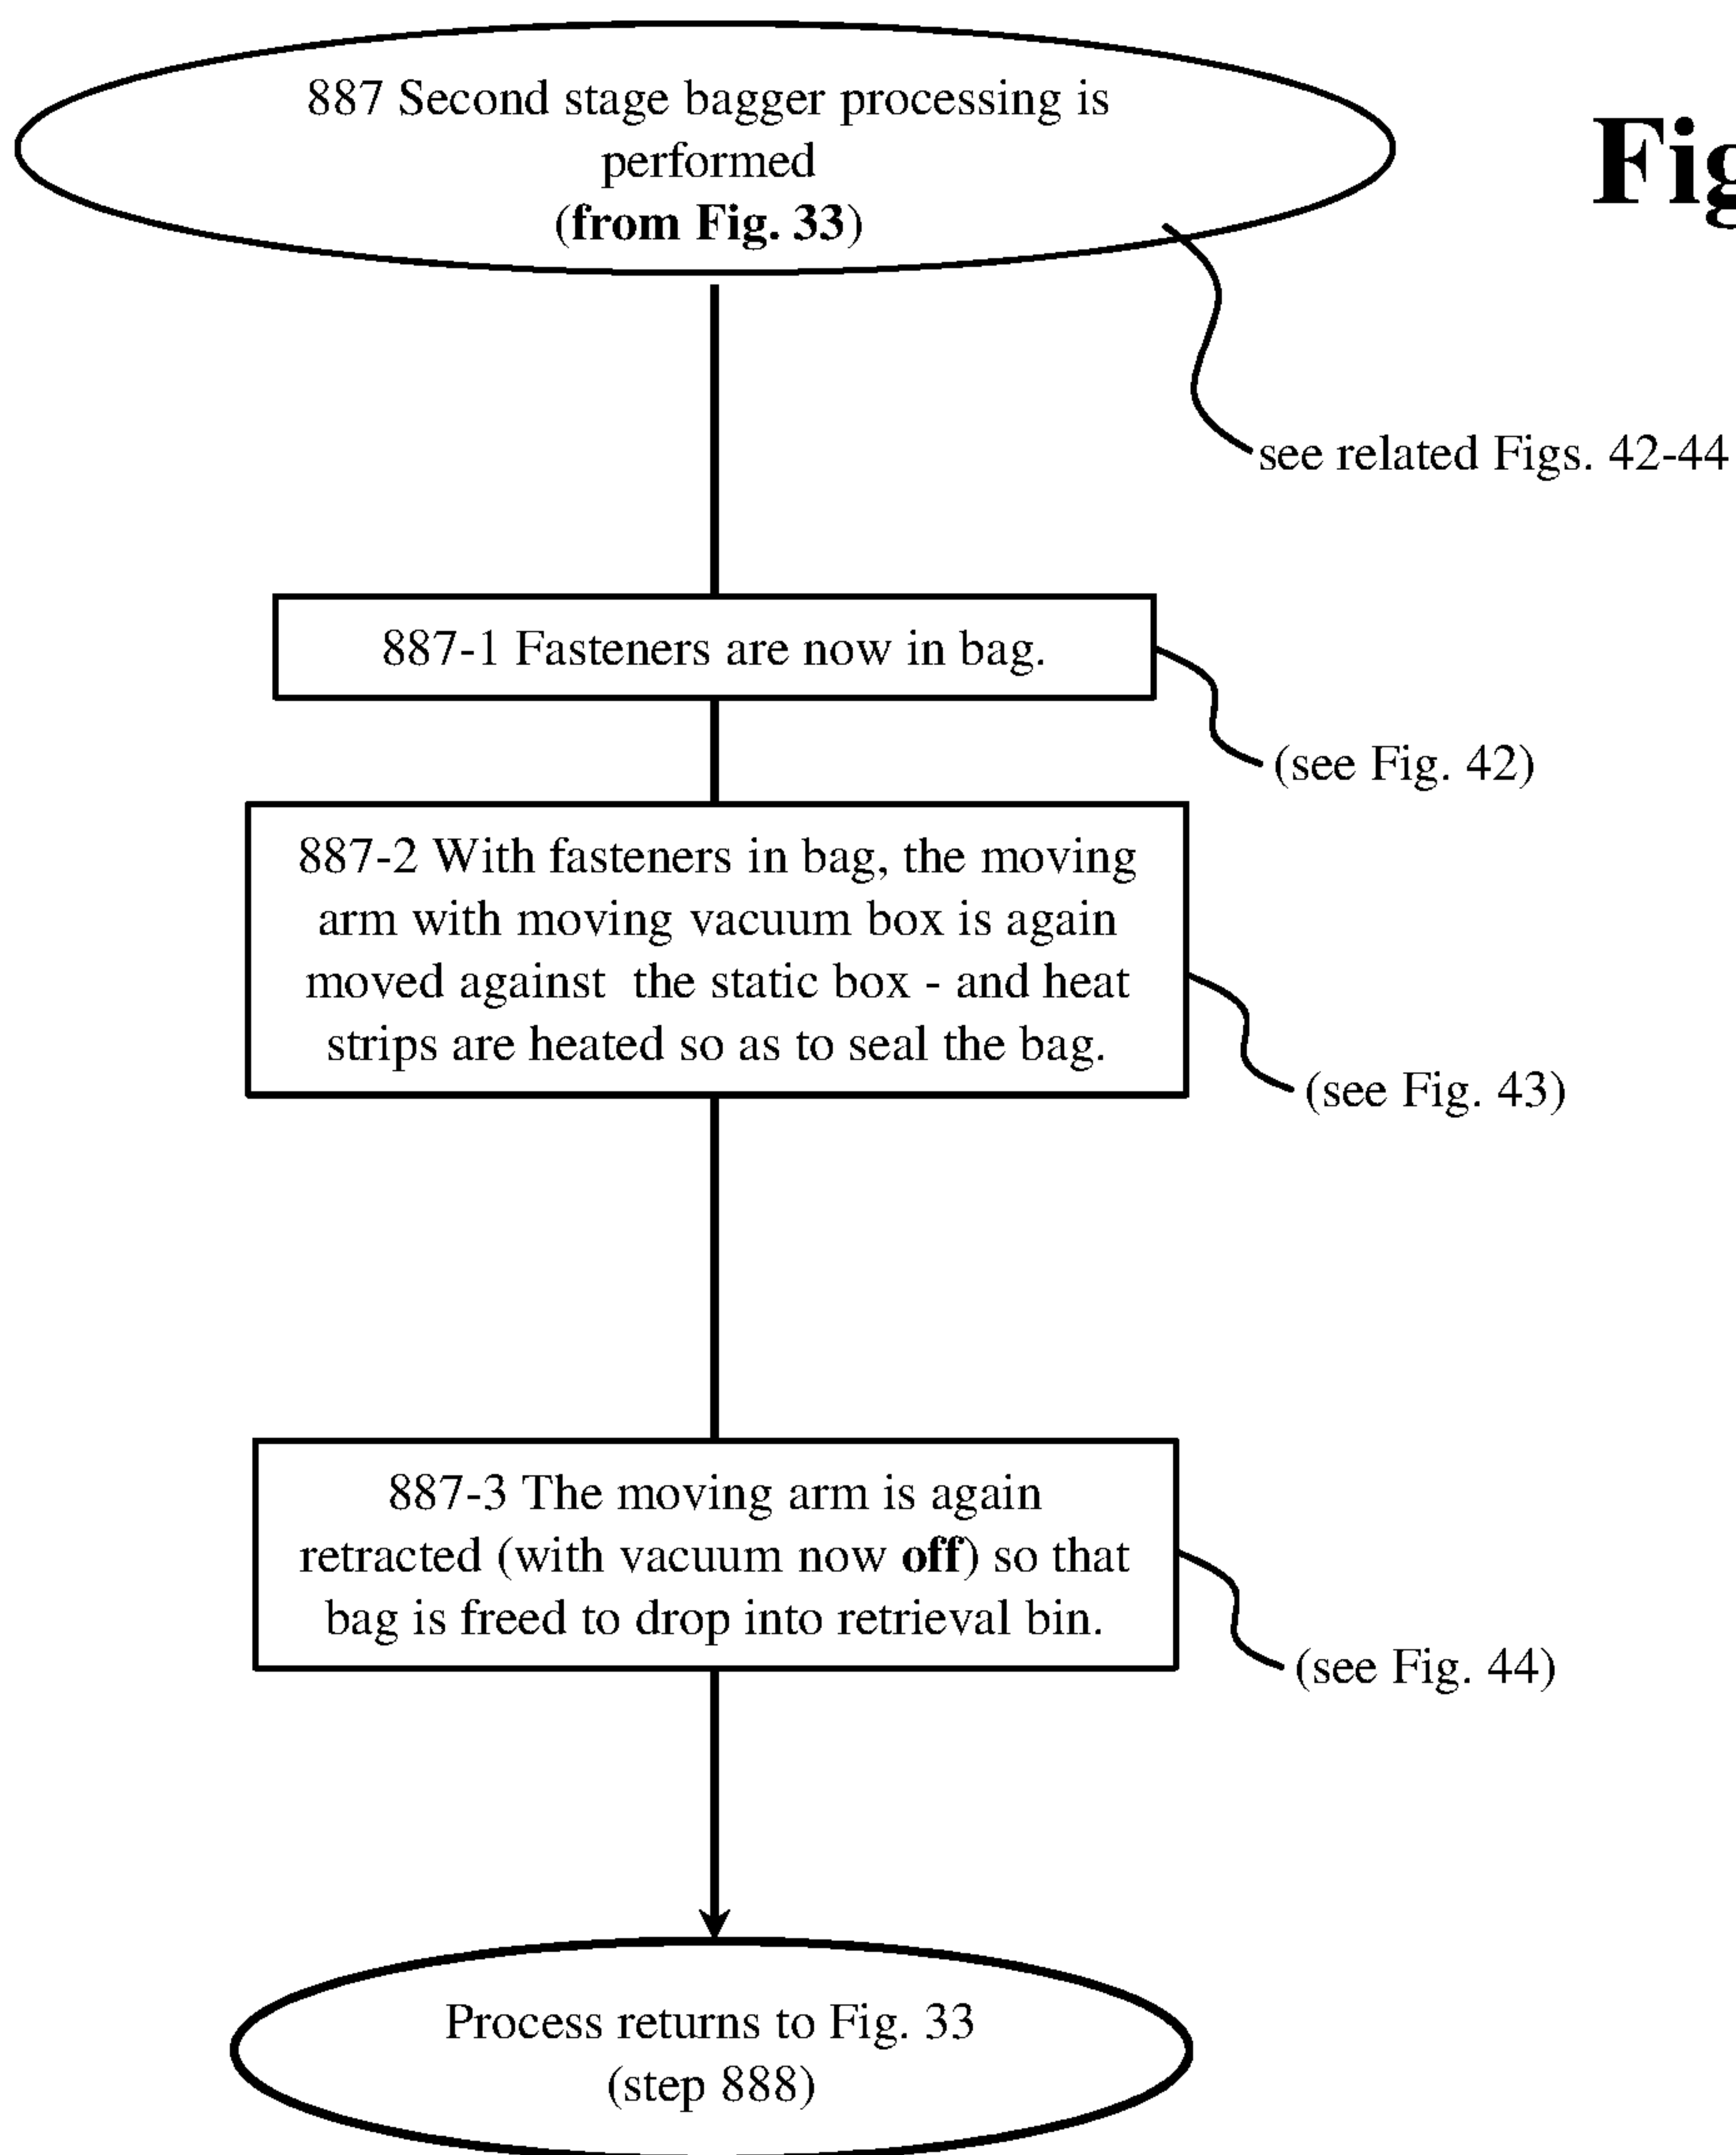 887 Second stage bagger processing is
performed
(from Fig. 33)
Fig
see related Figs. 42-44
887-1 Fasteners are now in bag.
(see Fig. 42)
887-2 With fasteners in bag, the moving
arm with moving vacuum box is again
moved against the static box - and heat
strips are heated so as to seal the bag.
(see Fig. 43)
887-3 The moving arm is again
retracted (with vacuum now off) so that
bag is freed to drop into retrieval bin.
(see Fig. 44)
Process returns to Fig. 33
(step 888)